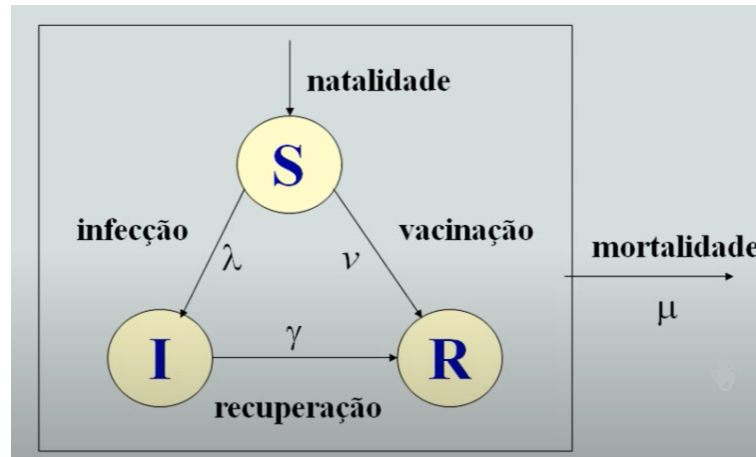 natalidade
S
infecção
vacinação
λ
ν
mortalidade
μ
γ
I
R
recuperação